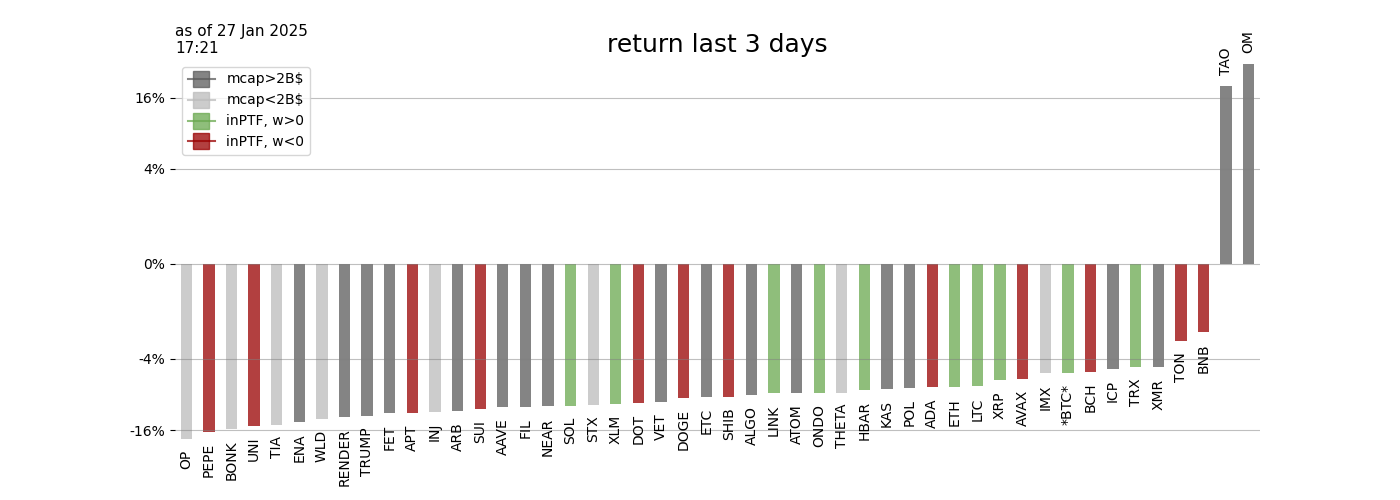 as of 27 Jan 2025
17:21
return last 3 days
mcap>2B$
mcap<2B$
inPTF, w>0
inPTF, w<0
16%
4%
0%
-4%
-16%
OP
PEPE
BONK
UNI
TIA
ENA
WLD
RENDER
TRUMP
FET
APT
INJ
ARB
SUI
AAVE
FIL
NEAR
SOL
STX
XLM
DOT
VET
DOGE
ETC
SHIB
ALGO
LINK
ATOM
ONDO
THETA
HBAR
KAS
POL
ADA
ETH
LTC
XRP
AVAX
IMX
*BTC*
BCH
ICP
TRX
XMR
TON
BNB
TAO
OM